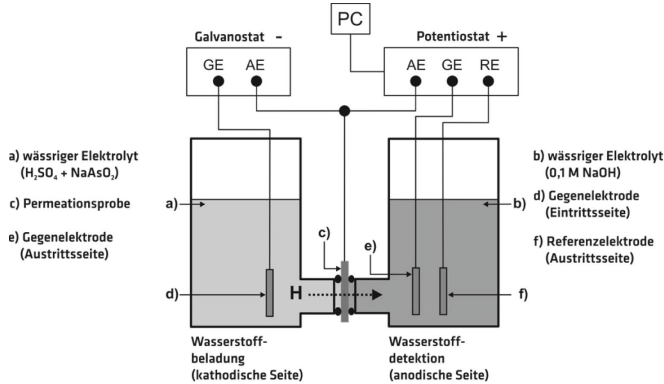 PC
Galvanostat -
Potentiostat +
GE AE
AE GE RE
a) wässriger Elektrolyt
(H₂SO₄ + NaAsO₂)
c) Permeationsprobe
e) Gegenelektrode
(Austrittsseite)
b) wässriger Elektrolyt
(0,1 M NaOH)
d) Gegenelektrode
(Eintrittsseite)
f) Referenzelektrode
(Austrittsseite)
a)
b)
c)
e)
d)
H
f)
Wasserstoff-
beladung
(kathodische Seite)
Wasserstoff-
detektion
(anodische Seite)